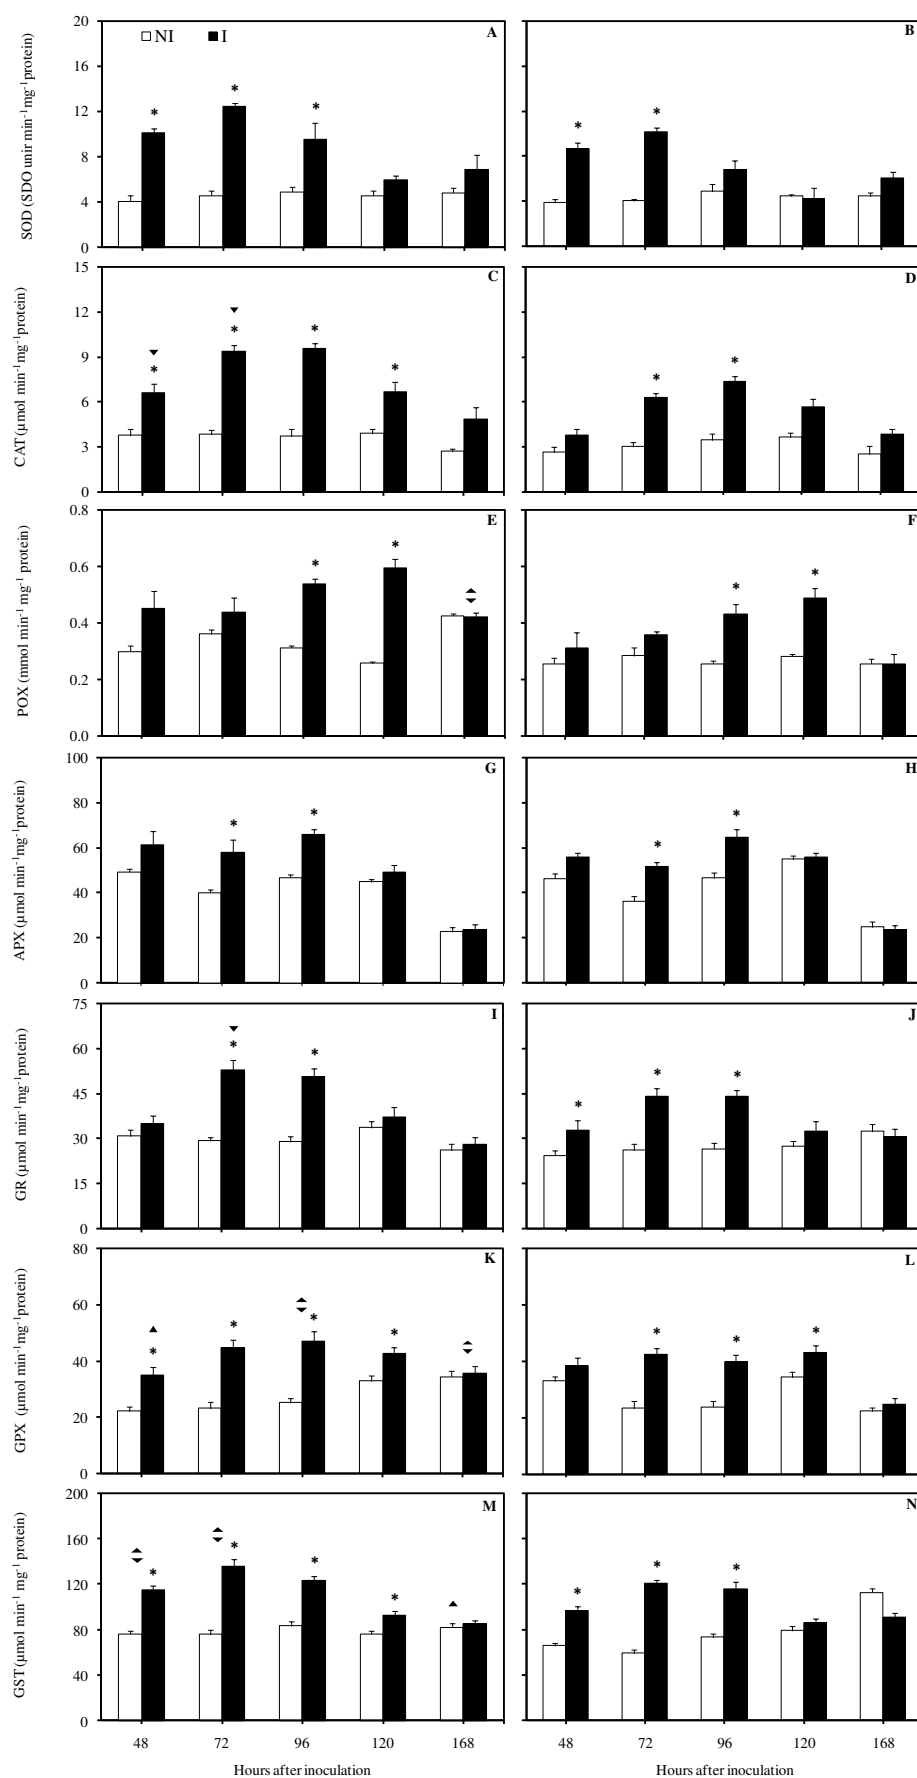 NI I A
20
16
12
8
4
0
SOD (SDO unir min⁻¹mg⁻¹protein)
B
C
15
12
9
6
3
0
CAT (µmol min⁻¹mg⁻¹protein)
D
E
0.8
0.6
0.4
0.2
0.0
POX (mmol min⁻¹ mg⁻¹ protein)
F
G
100
80
60
40
20
0
APX (µmol min⁻¹mg⁻¹protein)
H
I
75
60
45
30
15
0
GR (µmol min⁻¹mg⁻¹protein)
J
K
80
60
40
20
0
GPX (µmol min⁻¹mg⁻¹protein)
L
M
200
160
120
80
40
0
GST (µmol min⁻¹ mg⁻¹ protein)
N
48 72 96 120 168
Hours after inoculation
48 72 96 120 168
Hours after inoculation